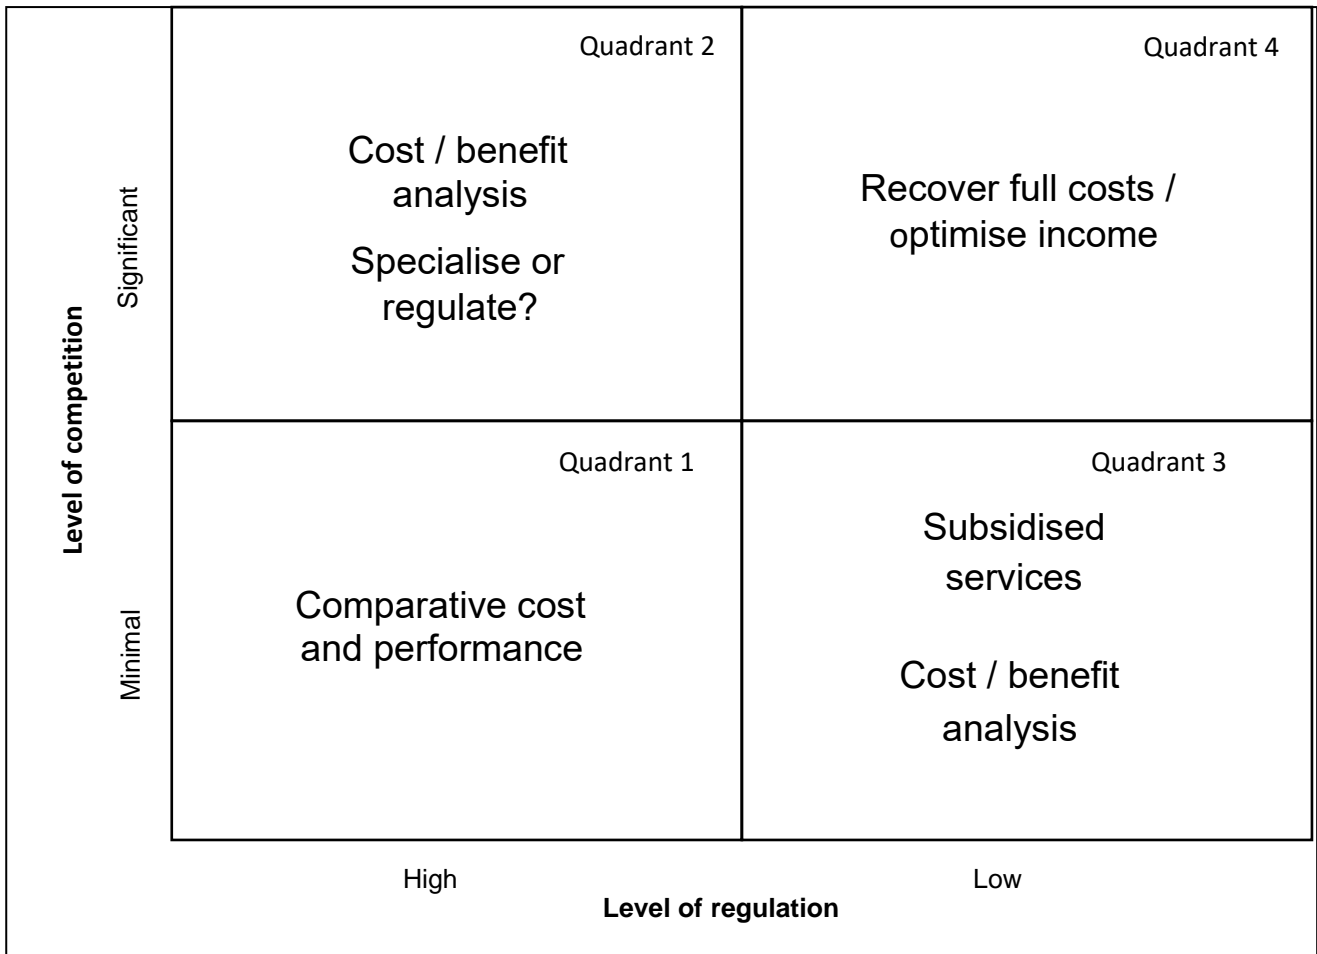 Quadrant 2
Cost / benefit
analysis
Specialise or
regulate?
Quadrant 4
Recover full costs /
optimise income
Significant
Level of competition
Quadrant 1
Comparative cost
and performance
Quadrant 3
Subsidised
services
Cost / benefit
analysis
Minimal
High
Low
Level of regulation